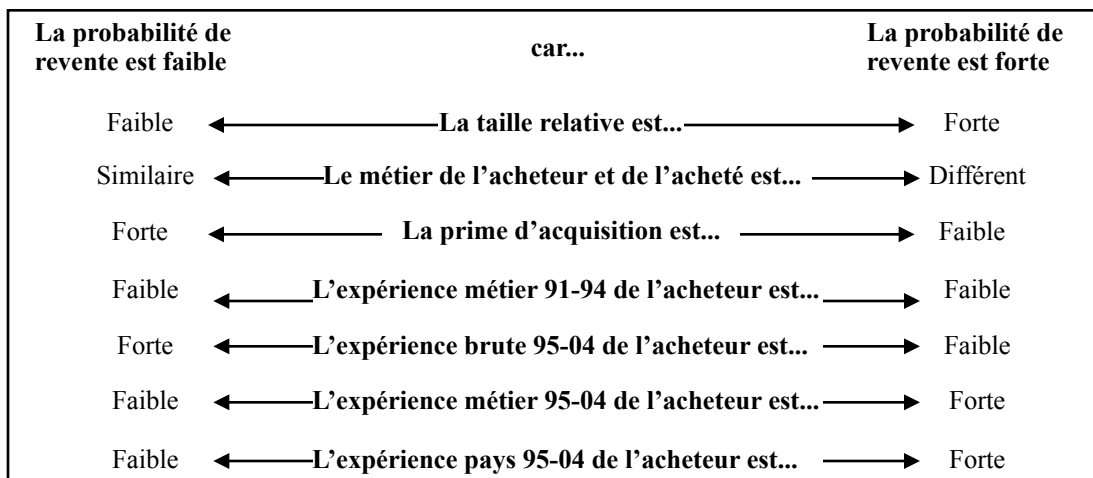 La probabilité de
revente est faible
car...
La probabilité de
revente est forte
Faible La taille relative est... Forte
Similaire Le métier de l’acheteur et de l’acheté est... Différent
Forte La prime d’acquisition est... Faible
Faible L’expérience métier 91-94 de l’acheteur est... Faible
Forte L’expérience brute 95-04 de l’acheteur est... Faible
Faible L’expérience métier 95-04 de l’acheteur est... Forte
Faible L’expérience pays 95-04 de l’acheteur est... Forte